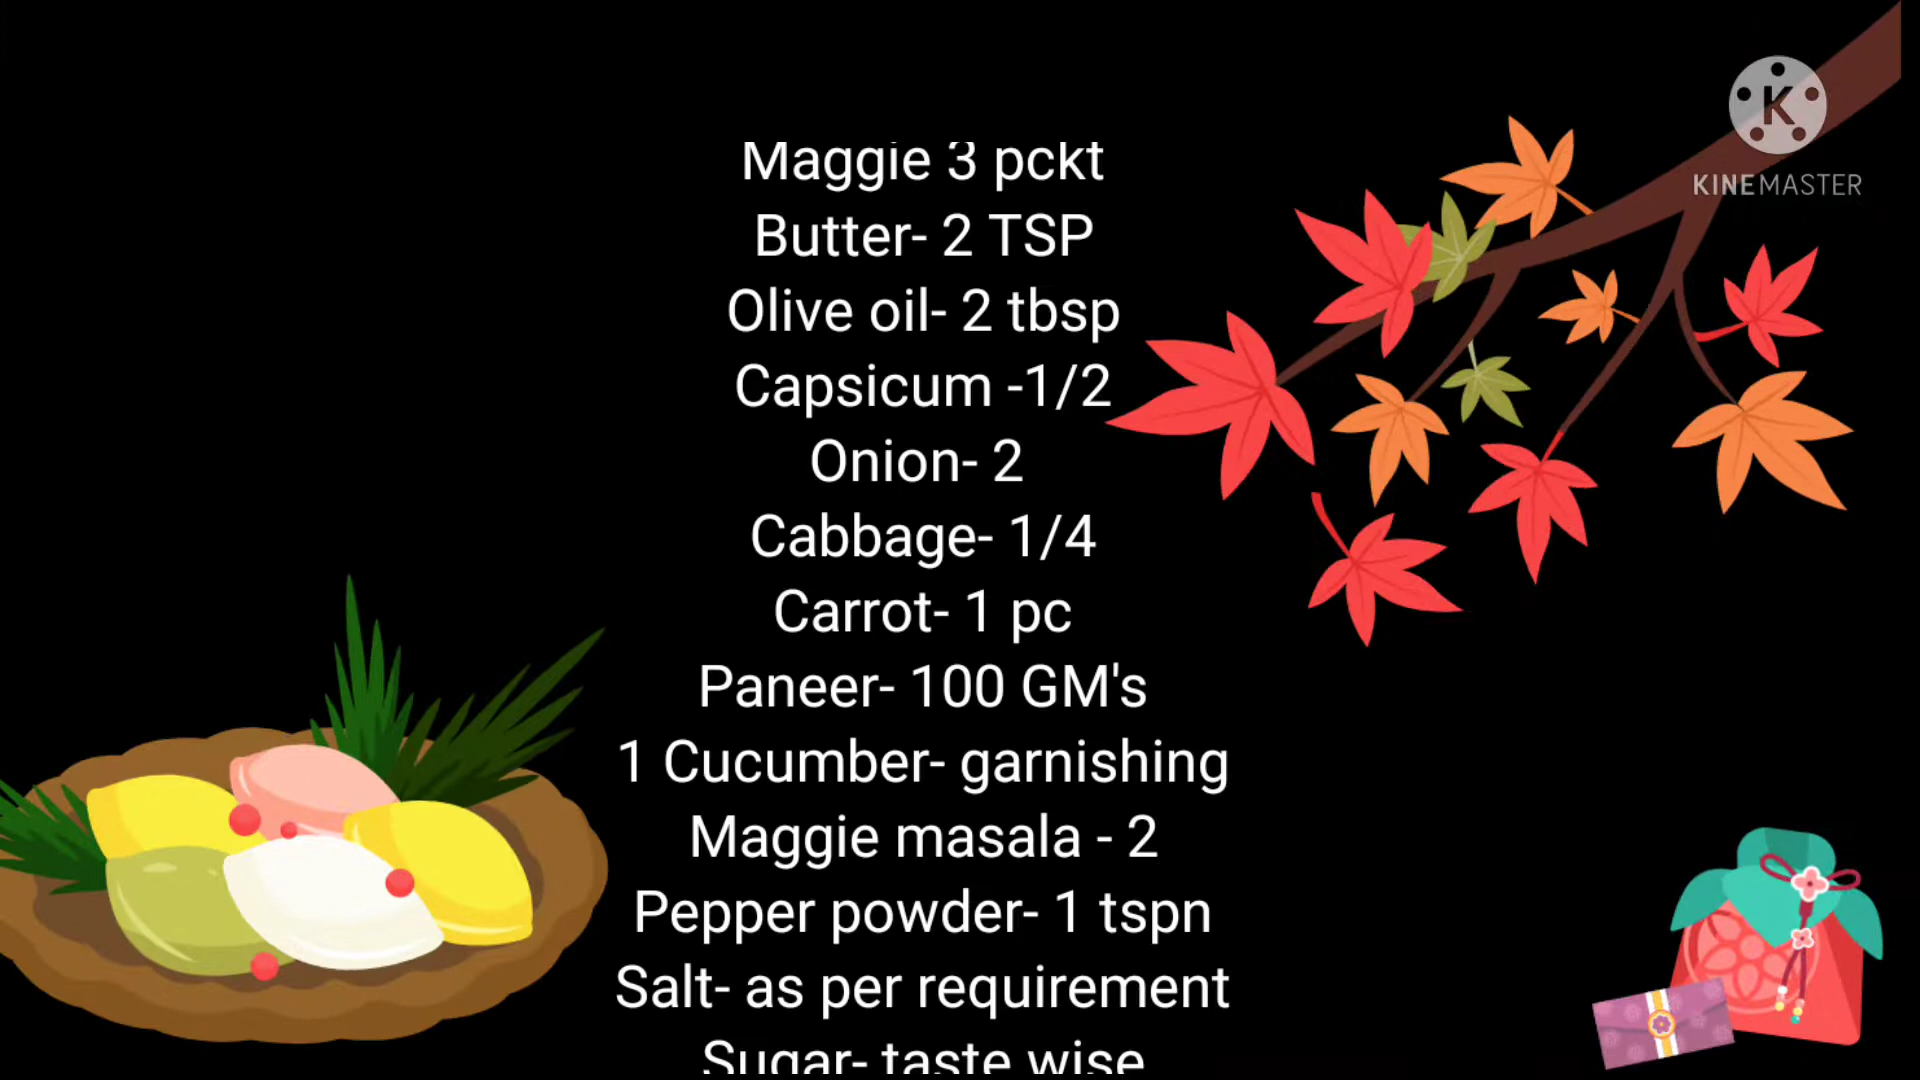 Maggie 3 pckt
Butter- 2 TSP
Olive oil- 2 tbsp
Capsicum -1/2
Onion- 2
Cabbage- 1/4
Carrot- 1 pc
Paneer- 100 GM's
1 Cucumber- garnishing
Maggie masala - 2
Pepper powder- 1 tspn
Salt- as per requirement
Sugar- taste wise
K
KINEMASTER